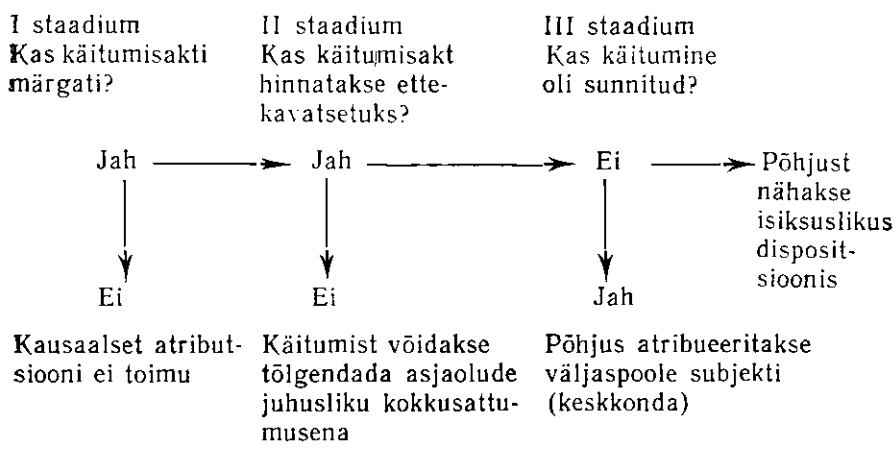 I staadium
Kas käitumisakti
märgati?
II staadium
Kas käitumisakt
hinnatakse ette-
kavatsetuks?
III staadium
Kas käitumine
oli sunnitud?
Jah
Jah
Ei
Põhjust
nähakse
isiksuslikus
disposit-
sioonis
Ei
Ei
Jah
Kausaalset atribut-
siooni ei toimu
Käitumist võidakse
tõlgendada asjaolude
juhusliku kokkusattu-
musena
Põhjus atribueeritakse
väljaspoole subjekti
(keskkonda)